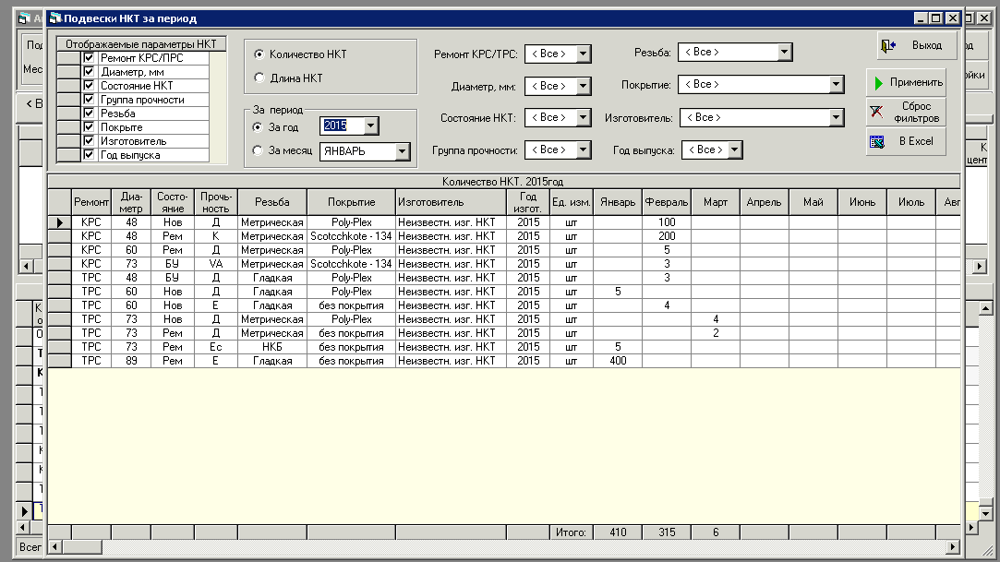 Подвески НКТ за период
Отображаемые параметры НКТ
Ремонт КРС/ПРС
Диаметр, мм
Состояние НКТ
Группа прочности
Резьба
Покрыте
Изготовитель
Год выпуска
Количество НКТ
Длина НКТ
За период
За год 2015
За месяц ЯНВАРЬ
Ремонт КРС/ТРС: < Все >
Диаметр, мм: < Все >
Состояние НКТ: < Все >
Группа прочности: < Все >
Резьба: < Все >
Покрытие: < Все >
Изготовитель: < Все >
Год выпуска: < Все >
Выход
Применить
Сброс фильтров
В Excel
Количество НКТ. 2015год
Ремонт Диа-метр Состо-яние Проч-ность Резьба Покрытие Изготовитель Год изгот. Ед. изм. Январь Февраль Март Апрель Май Июнь Июль Авг
КРС 48 Нов Д Метрическая Poly-Plex Неизвестн. изг. НКТ 2015 шт 100
КРС 48 Рем К Метрическая Scotcchkote - 134 Неизвестн. изг. НКТ 2015 шт 200
КРС 60 Рем Д Метрическая Poly-Plex Неизвестн. изг. НКТ 2015 шт 5
КРС 73 БУ VA Метрическая Scotcchkote - 134 Неизвестн. изг. НКТ 2015 шт 3
ТРС 48 БУ Д Гладкая Poly-Plex Неизвестн. изг. НКТ 2015 шт 3
ТРС 60 Нов Д Гладкая Poly-Plex Неизвестн. изг. НКТ 2015 шт 5
ТРС 60 Нов Е Гладкая без покрытия Неизвестн. изг. НКТ 2015 шт 4
ТРС 73 Нов Д Метрическая Poly-Plex Неизвестн. изг. НКТ 2015 шт 4
ТРС 73 Рем Д Метрическая без покрытия Неизвестн. изг. НКТ 2015 шт 2
ТРС 73 Рем Ес НКБ без покрытия Неизвестн. изг. НКТ 2015 шт 5
ТРС 89 Рем Е Гладкая без покрытия Неизвестн. изг. НКТ 2015 шт 400
Итого: 410 315 6
Всег